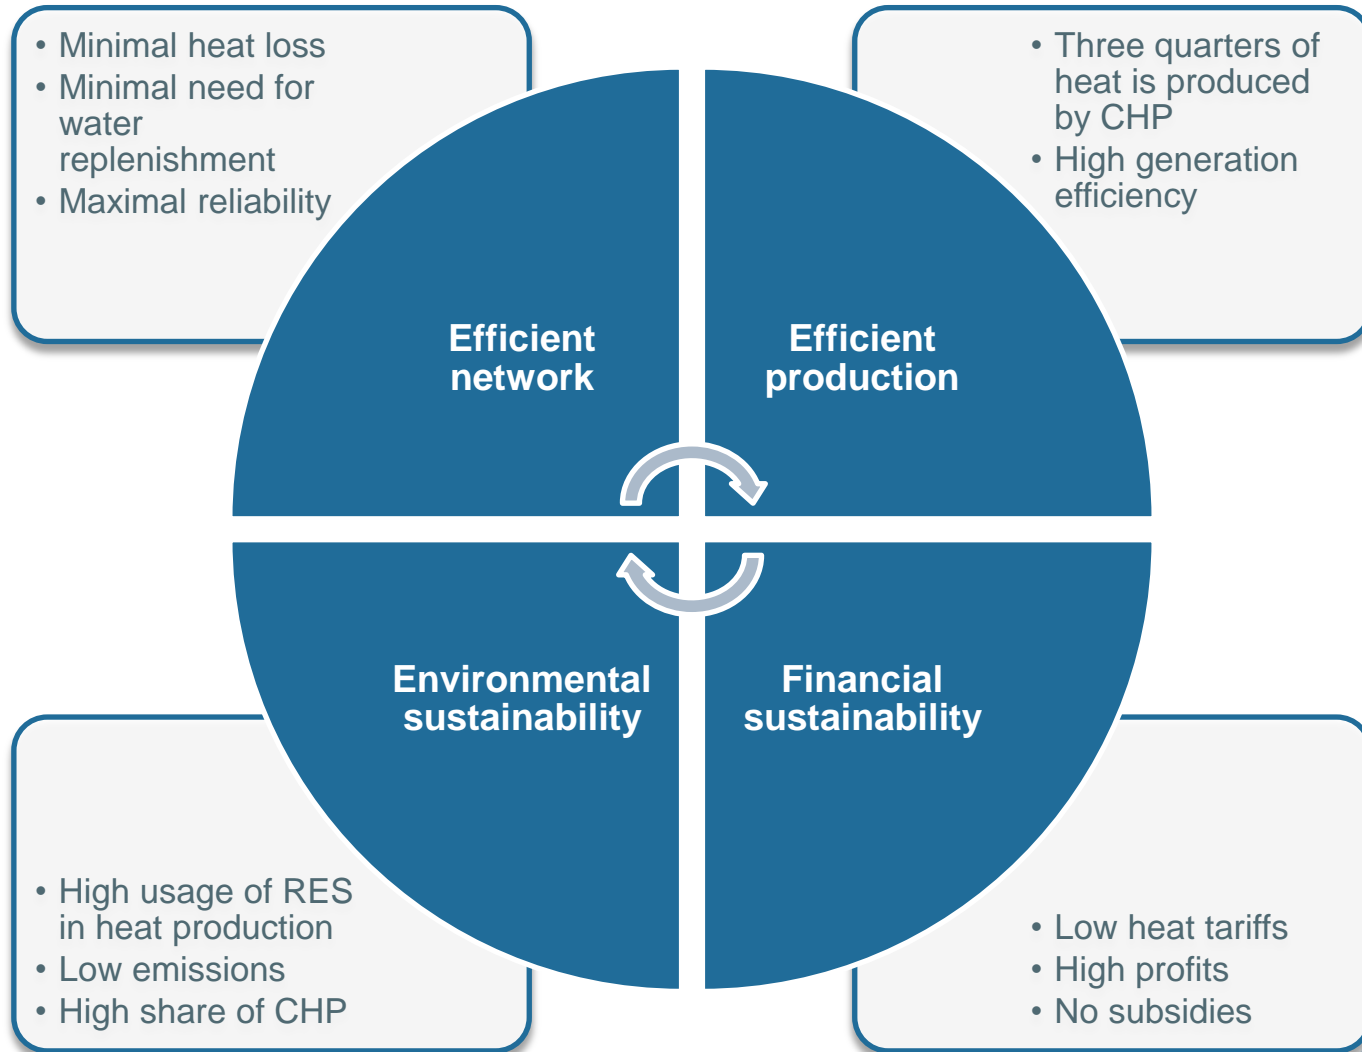 • Minimal heat loss
• Minimal need for
water
replenishment
• Maximal reliability
• Three quarters of
heat is produced
by CHP
• High generation
efficiency
Efficient
network
Efficient
production
Environmental
sustainability
Financial
sustainability
• High usage of RES
in heat production
• Low emissions
• High share of CHP
• Low heat tariffs
• High profits
• No subsidies